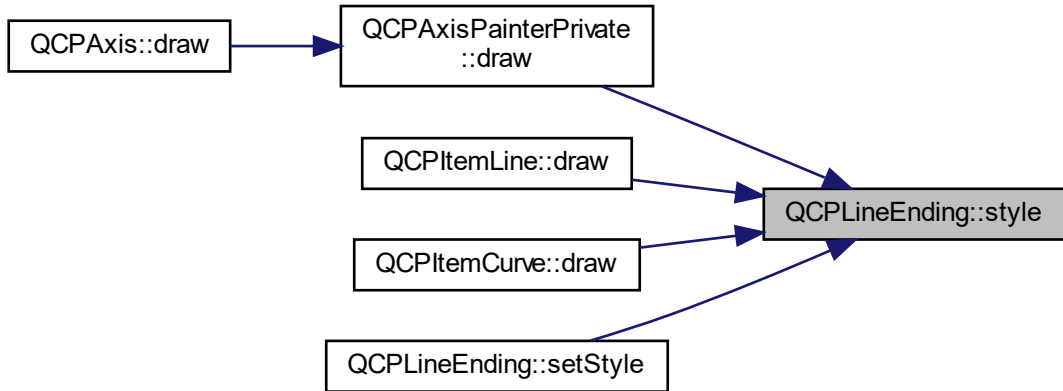 QCPAxis::draw
QCPAxisPainterPrivate
::draw
QCPItemLine::draw
QCPLineEnding::style
QCPItemCurve::draw
QCPLineEnding::setStyle